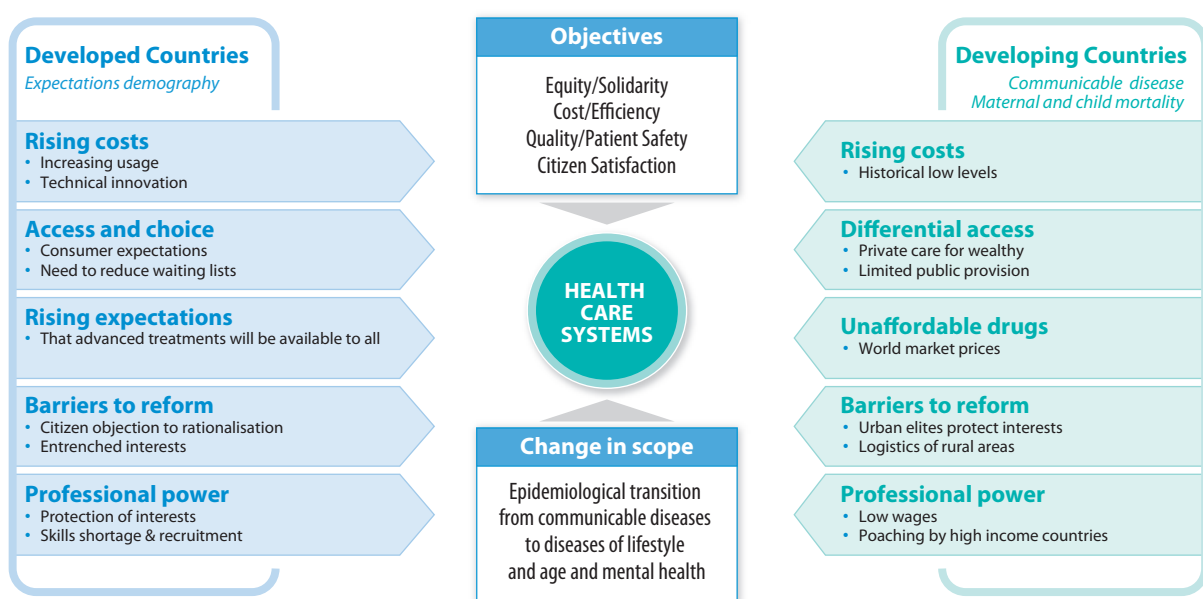 Developed Countries
Expectations demography
Rising costs
• Increasing usage
• Technical innovation
Access and choice
• Consumer expectations
• Need to reduce waiting lists
Rising expectations
• That advanced treatments will be available to all
Barriers to reform
• Citizen objection to rationalisation
• Entrenched interests
Professional power
• Protection of interests
• Skills shortage & recruitment
Objectives
Equity/Solidarity
Cost/Efficiency
Quality/Patient Safety
Citizen Satisfaction
HEALTH
CARE
SYSTEMS
Change in scope
Epidemiological transition
from communicable diseases
to diseases of lifestyle
and age and mental health
Developing Countries
Communicable disease
Maternal and child mortality
Rising costs
• Historical low levels
Differential access
• Private care for wealthy
• Limited public provision
Unaffordable drugs
• World market prices
Barriers to reform
• Urban elites protect interests
• Logistics of rural areas
Professional power
• Low wages
• Poaching by high income countries